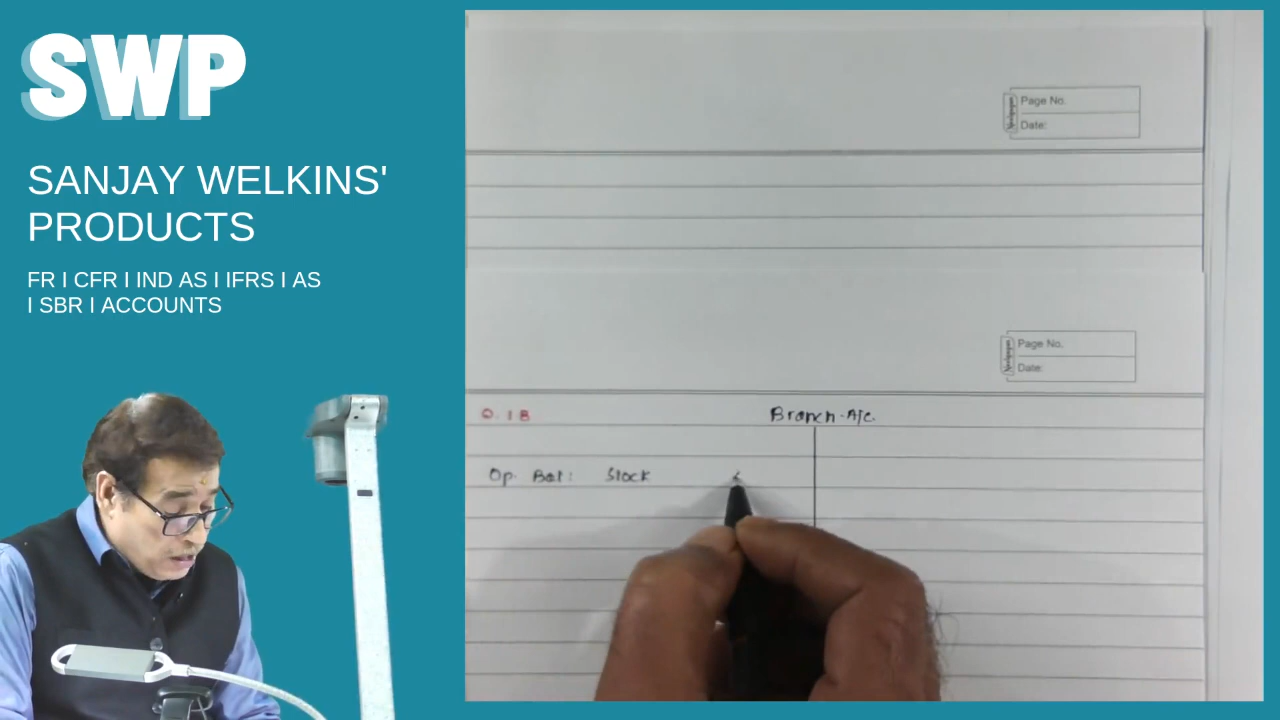 SWP
SANJAY WELKINS'
PRODUCTS
FR I CFR I IND AS I IFRS I AS
I SBR I ACCOUNTS
Page No.
Date:
Page No.
Date:
Q. 18 Branch A/c.
Op. Bal: Stock